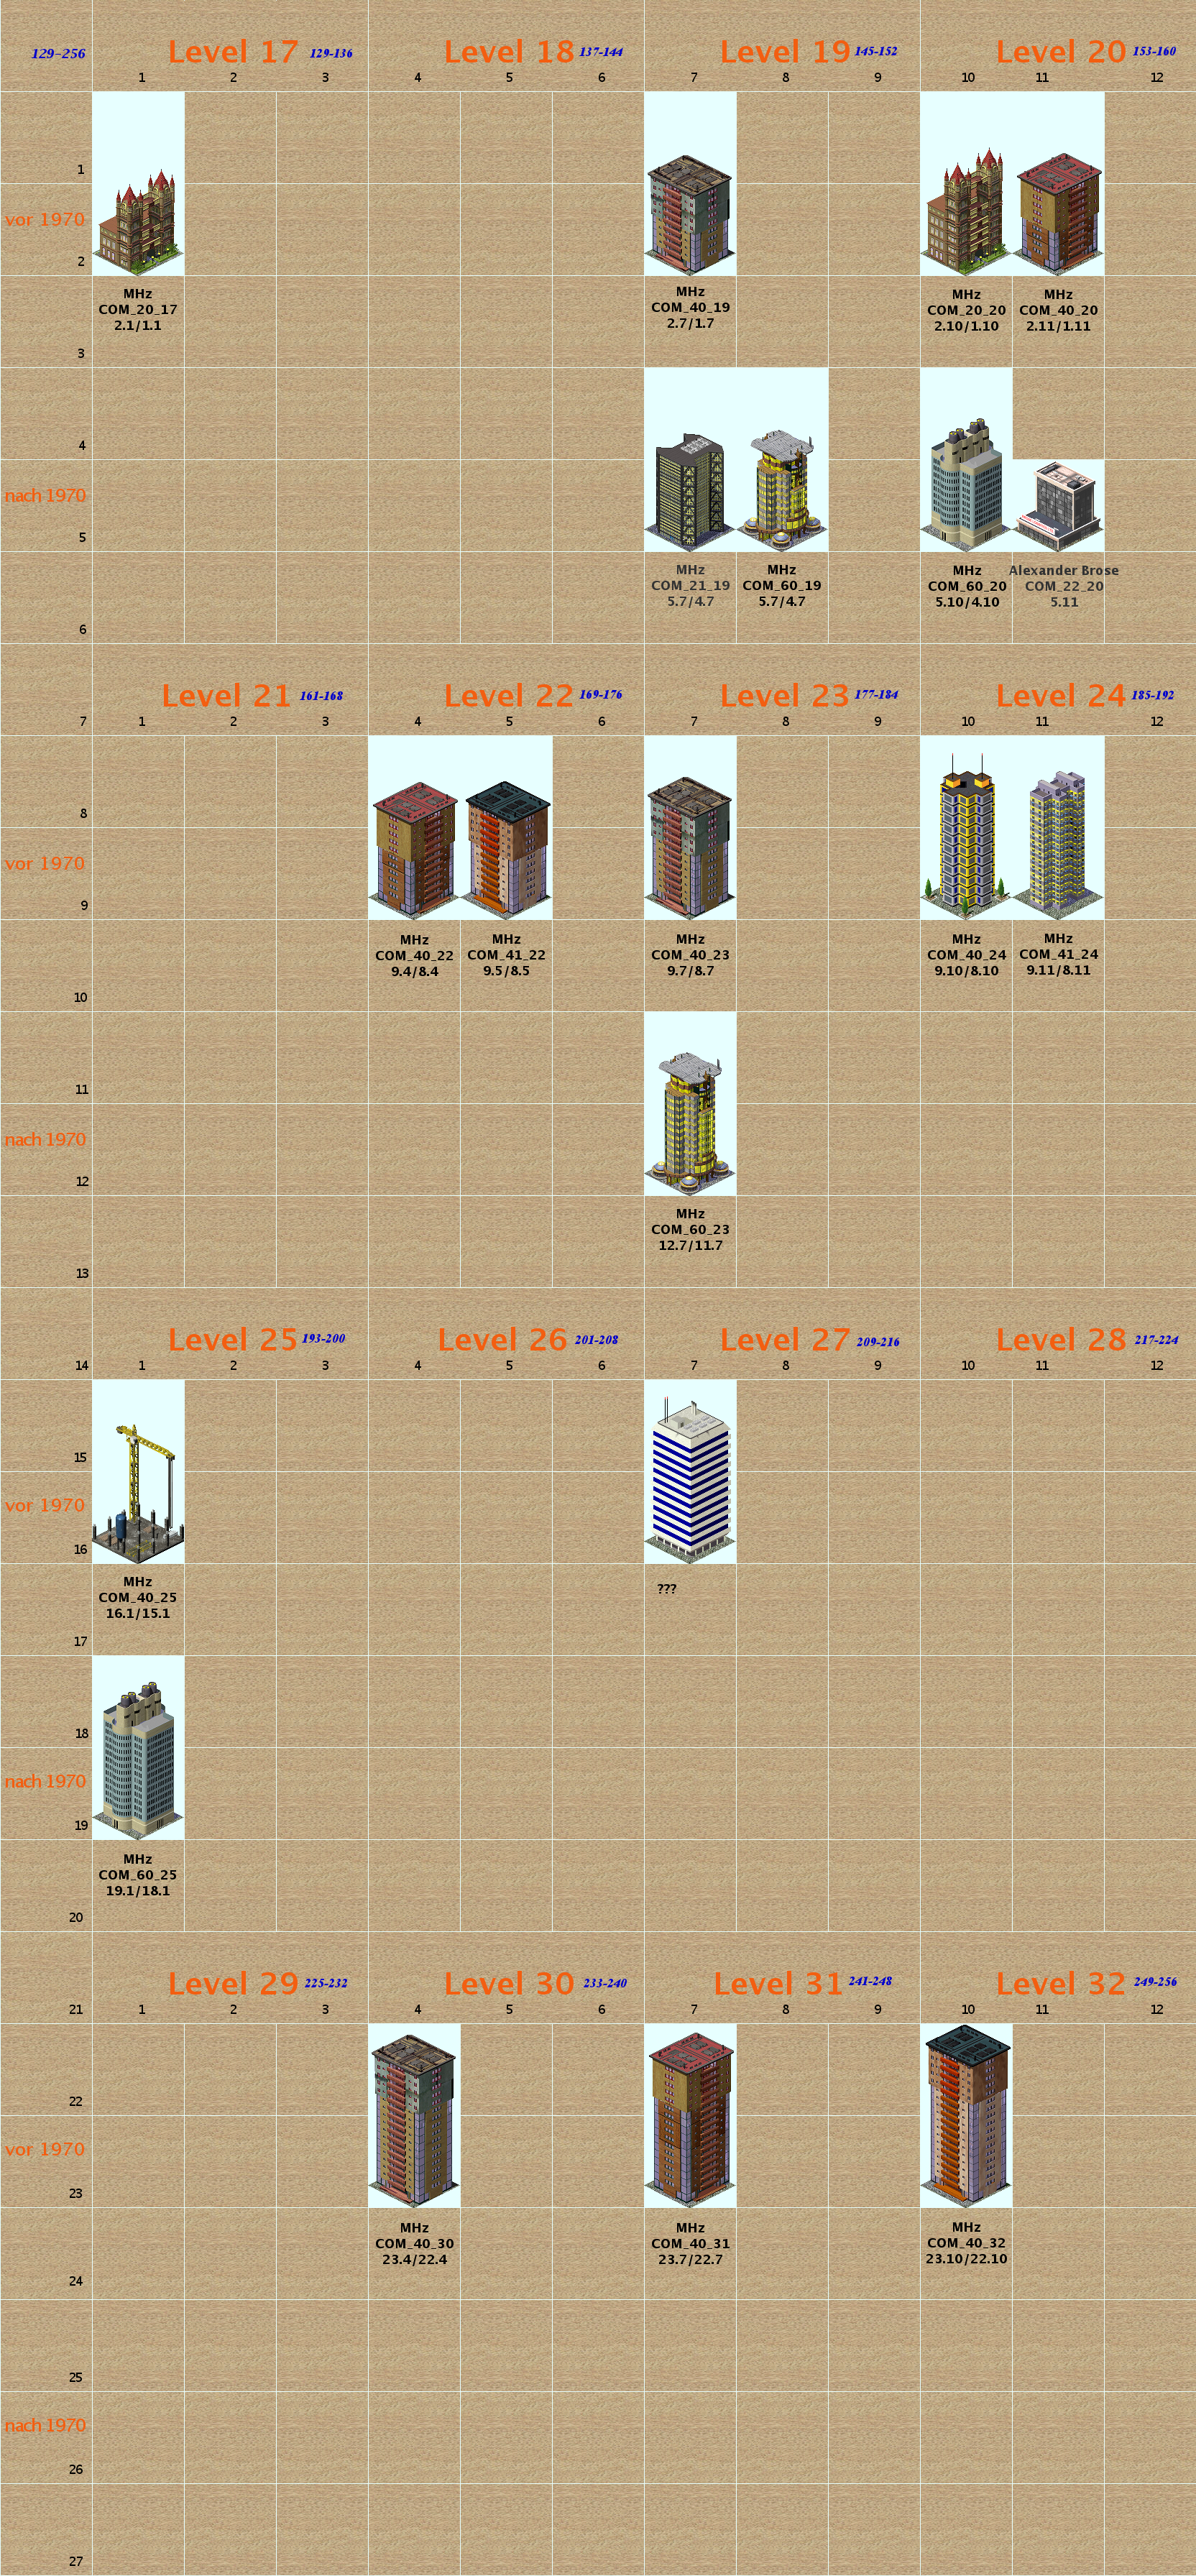 129-256 Level 17 129-136 Level 18 137-144 Level 19 145-152 Level 20 153-160
1 2 3 4 5 6 7 8 9 10 11 12
1
vor 1970
2
MHz MHz MHz MHz
COM_20_17 COM_40_19 COM_20_20 COM_40_20
2.1/1.1 2.7/1.7 2.10/1.10 2.11/1.11
3
4
nach 1970
5
MHz MHz MHz Alexander Brose
COM_21_19 COM_60_19 COM_60_20 COM_22_20
5.7/4.7 5.7/4.7 5.10/4.10 5.11
6
Level 21 161-168 Level 22 169-176 Level 23 177-184 Level 24 185-192
7 1 2 3 4 5 6 7 8 9 10 11 12
8
vor 1970
9
MHz MHz MHz MHz MHz
COM_40_22 COM_41_22 COM_40_23 COM_40_24 COM_41_24
9.4/8.4 9.5/8.5 9.7/8.7 9.10/8.10 9.11/8.11
10
11
nach 1970
12
MHz
COM_60_23
12.7/11.7
13
Level 25 193-200 Level 26 201-208 Level 27 209-216 Level 28 217-224
14 1 2 3 4 5 6 7 8 9 10 11 12
15
vor 1970
16
MHz ???
COM_40_25
16.1/15.1
17
18
nach 1970
19
MHz
COM_60_25
19.1/18.1
20
Level 29 225-232 Level 30 233-240 Level 31 241-248 Level 32 249-256
21 1 2 3 4 5 6 7 8 9 10 11 12
22
vor 1970
23
MHz MHz MHz
COM_40_30 COM_40_31 COM_40_32
23.4/22.4 23.7/22.7 23.10/22.10
24
25
nach 1970
26
27